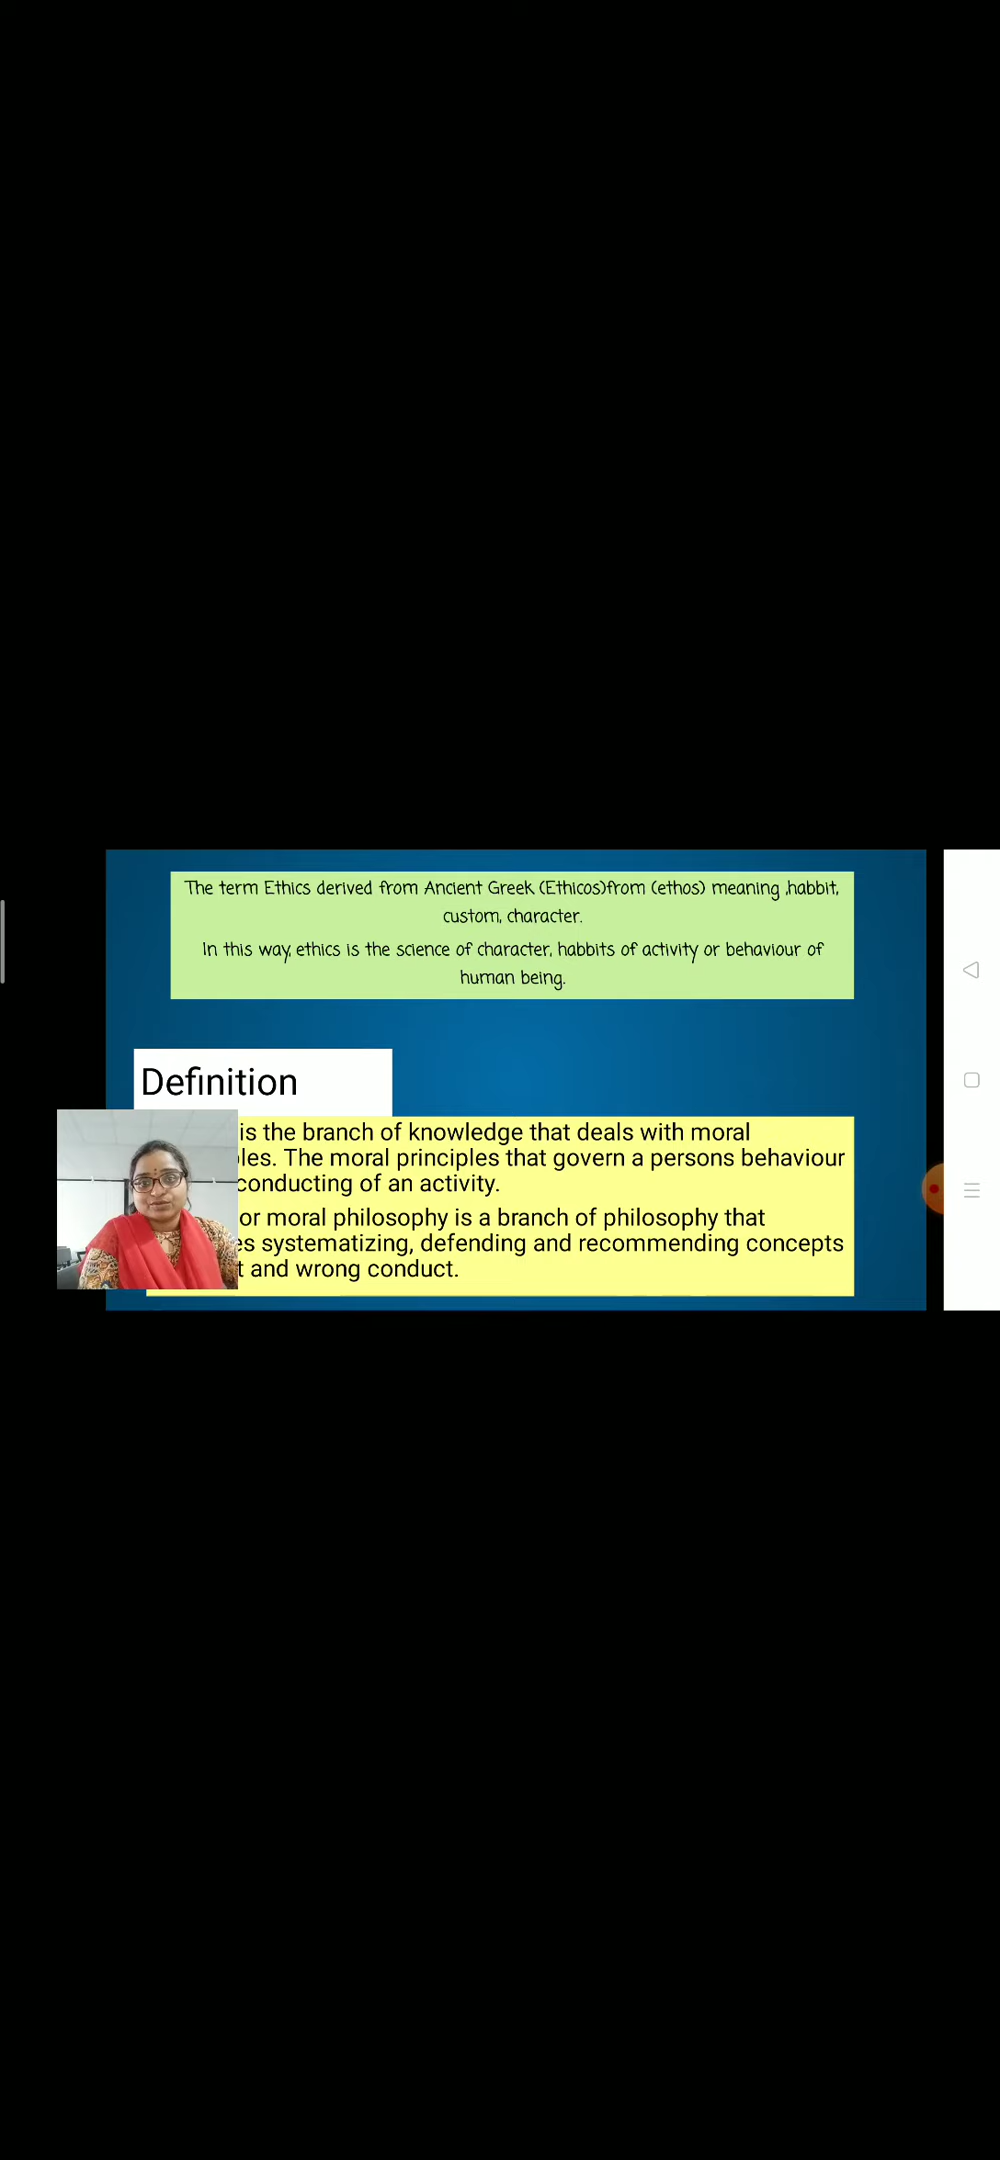 The term Ethics derived from Ancient Greek (Ethicos)from (ethos) meaning ,habbit,
custom, character.
In this way, ethics is the science of character, habbits of activity or behaviour of
human being.
Definition
is the branch of knowledge that deals with moral
The moral principles that govern a persons behaviour
conducting of an activity.
or moral philosophy is a branch of philosophy that
systematizing, defending and recommending concepts
and wrong conduct.